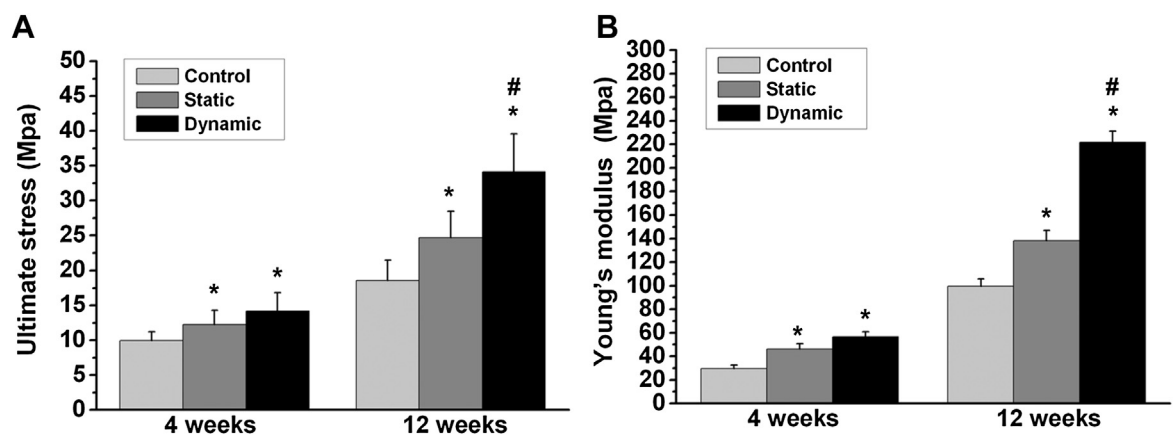 A
Ultimate stress (Mpa)
50
45
40
35
30
25
20
15
10
5
0
Control
Static
Dynamic
*
*
*
#
*
4 weeks
12 weeks
B
Young's modulus (Mpa)
300
280
260
240
220
200
180
160
140
120
100
80
60
40
20
0
Control
Static
Dynamic
*
*
*
#
*
4 weeks
12 weeks